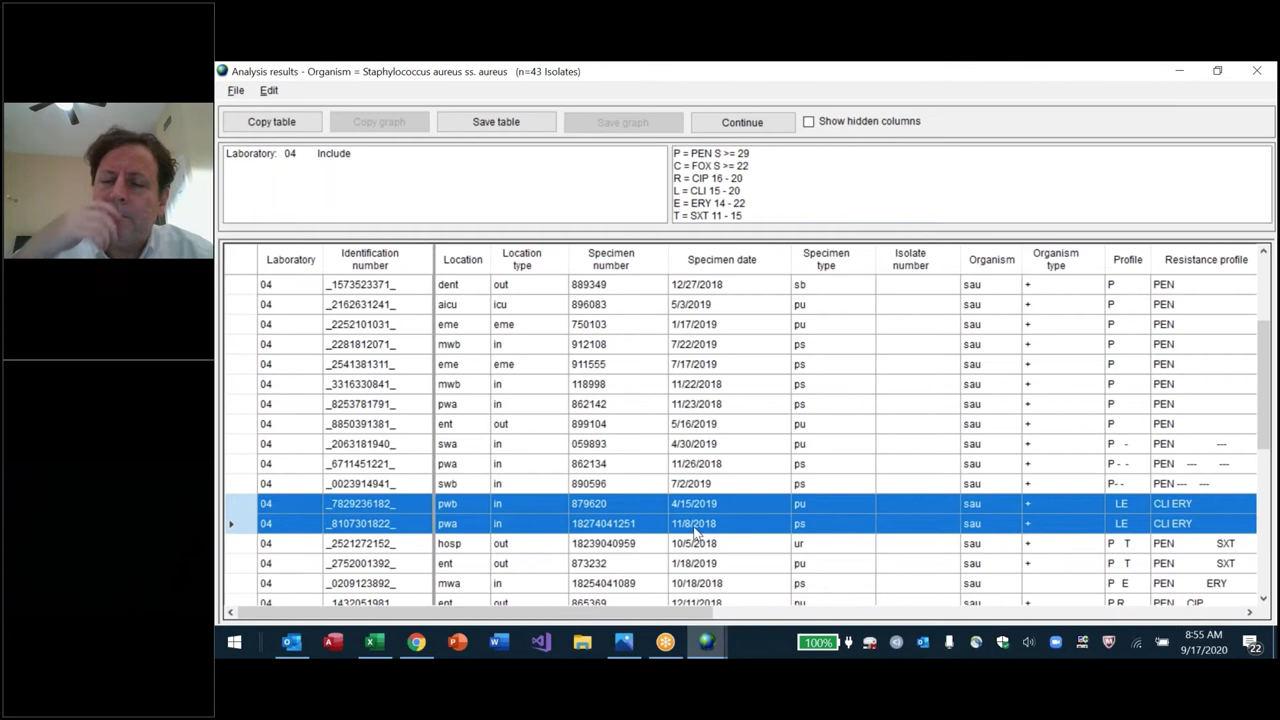 Analysis results - Organism = Staphylococcus aureus ss. aureus (n=43 Isolates)
File Edit
Copy table Copy graph Save table Save graph Continue Show hidden columns
Laboratory: 04 Include
P = PEN S >= 29
C = FOX S >= 22
R = CIP 16 - 20
L = CLI 15 - 20
E = ERY 14 - 22
T = SXT 11 - 15
Laboratory Identification number Location Location type Specimen number Specimen date Specimen type Isolate number Organism Organism type Profile Resistance profile
04 _1573523371_ dent out 889349 12/27/2018 sb sau + P PEN
04 _2162631241_ aicu icu 896083 5/3/2019 pu sau + P PEN
04 _2252101031_ eme eme 750103 1/17/2019 pu sau + P PEN
04 _2281812071_ mwb in 912108 7/22/2019 ps sau + P PEN
04 _2541381311_ eme eme 911555 7/17/2019 ps sau + P PEN
04 _3316330841_ mwb in 118998 11/22/2018 ps sau + P PEN
04 _8253781791_ pwa in 862142 11/23/2018 ps sau + P PEN
04 _8850391381_ ent out 899104 5/16/2019 pu sau + P PEN
04 _2063181940_ swa in 059893 4/30/2019 pu sau + P - PEN ---
04 _6711451221_ pwa in 862134 11/26/2018 ps sau + P - - PEN --- ---
04 _0023914941_ swb in 890596 7/2/2019 ps sau + P- - PEN --- ---
04 _7829236182_ pwb in 879620 4/15/2019 pu sau + LE CLI ERY
04 _8107301822_ pwa in 18274041251 11/8/2018 ps sau + LE CLI ERY
04 _2521272152_ hosp out 18239040959 10/5/2018 ur sau + P T PEN SXT
04 _2752001392_ ent out 873232 1/18/2019 pu sau + P T PEN SXT
04 _0209123892_ mwa in 18254041089 10/18/2018 ps sau P E PEN ERY
04 _1432051981_ ent out 865369 12/11/2018 pu sau + P R PEN CIP
100%
8:55 AM
9/17/2020
22